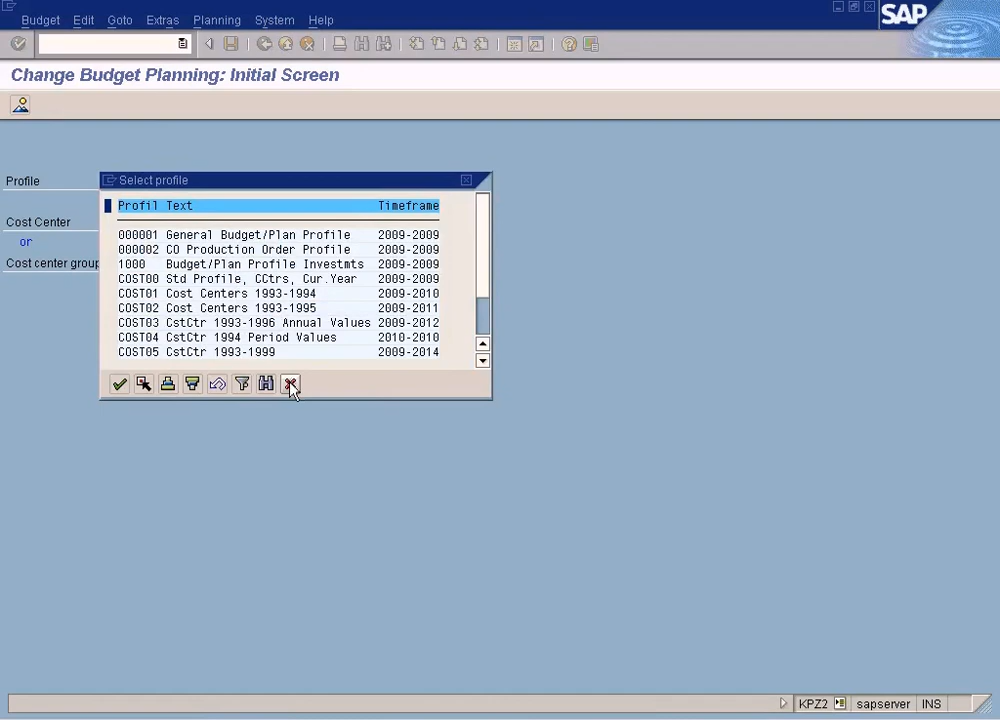 Budget Edit Goto Extras Planning System Help
SAP
Change Budget Planning: Initial Screen
Profile
Cost Center
or
Cost center group
Select profile
Profil Text Timeframe
000001 General Budget/Plan Profile 2009-2009
000002 CO Production Order Profile 2009-2009
1000 Budget/Plan Profile Investmts 2009-2009
COST00 Std Profile, CCtrs, Cur.Year 2009-2009
COST01 Cost Centers 1993-1994 2009-2010
COST02 Cost Centers 1993-1995 2009-2011
COST03 CstCtr 1993-1996 Annual Values 2009-2012
COST04 CstCtr 1994 Period Values 2010-2010
COST05 CstCtr 1993-1999 2009-2014
KPZ2 sapserver INS